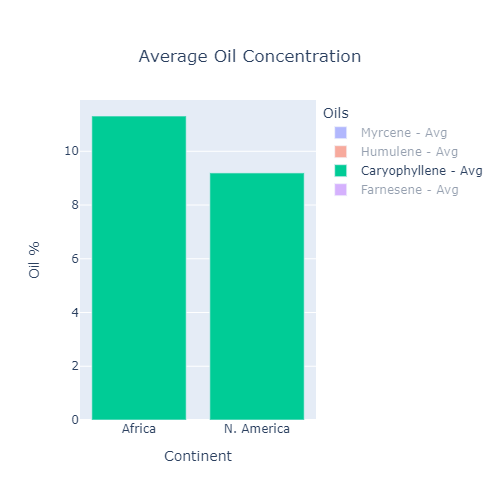 Average Oil Concentration
Oils
Myrcene - Avg
Humulene - Avg
Caryophyllene - Avg
Farnesene - Avg
Oil %
10
8
6
4
2
0
Africa
N. America
Continent